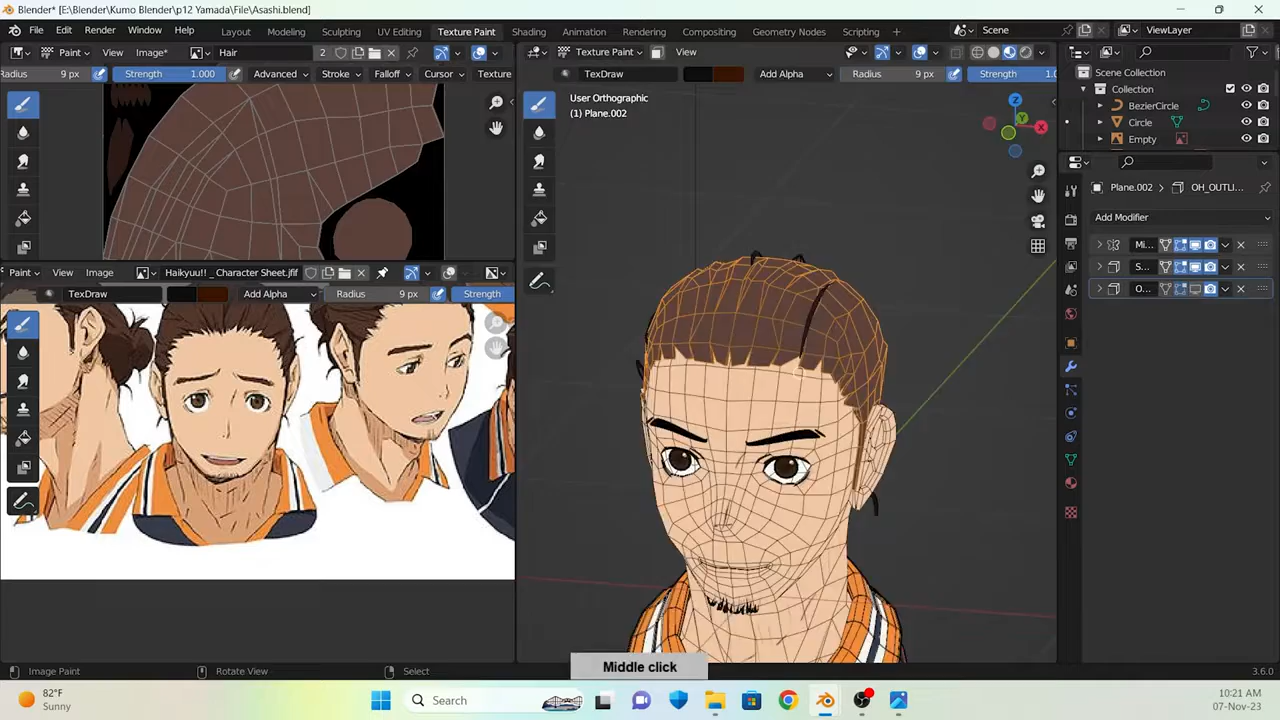 Blender* [E:\Blender\Kumo Blender\p12 Yamada\File\Asashi.blend]
File Edit Render Window Help Layout Modeling Sculpting UV Editing Texture Paint Shading Animation Rendering Compositing Geometry Nodes Scripting Scene ViewLayer
Paint View Image* Hair 2
Texture Paint View
Radius 9 px Strength 1.000 Advanced Stroke Falloff Cursor Texture
TexDraw Add Alpha Radius 9 px Strength 1.0
Scene Collection
Collection
BezierCircle
Circle
Empty
User Orthographic
(1) Plane.002
X
Y
Z
Plane.002 OH_OUTLI...
Add Modifier
Mi...
S...
O...
Paint View Image Haikyuu!! _ Character Sheet.jfif
TexDraw Add Alpha Radius 9 px Strength
Middle click
Image Paint Rotate View Select 3.6.0
82°F
Sunny
Search
10:21 AM
07-Nov-23